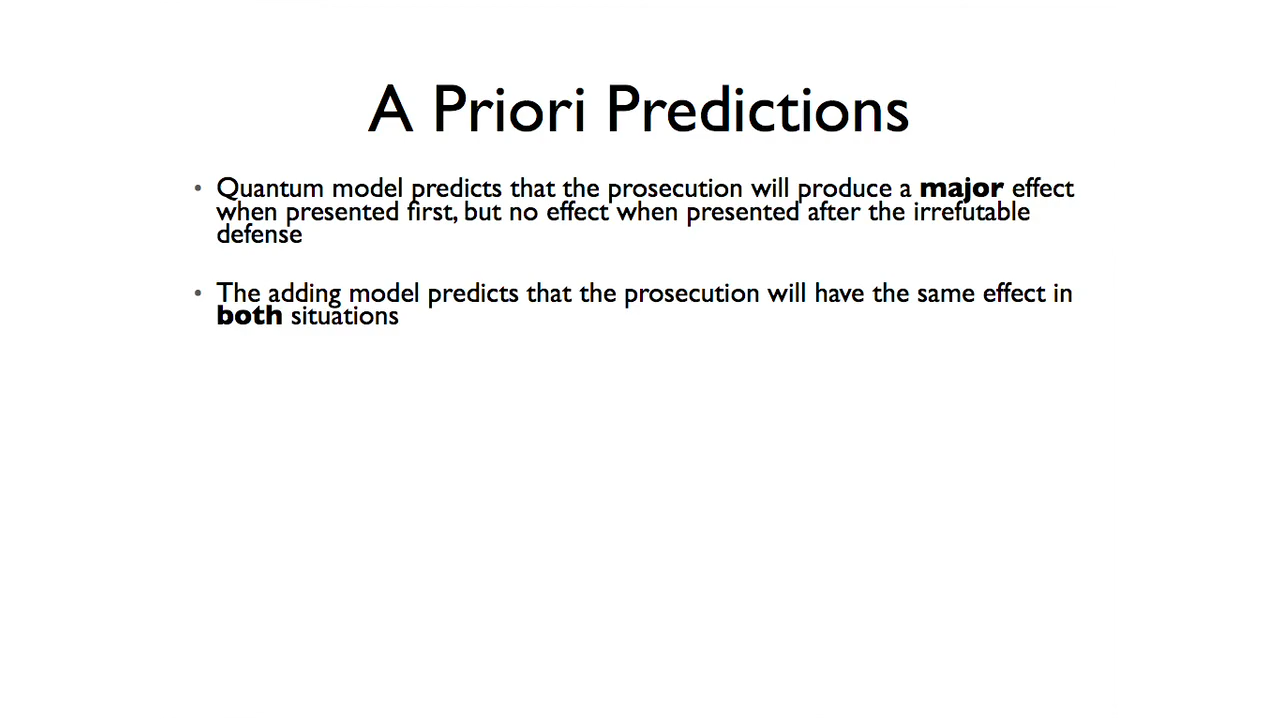 A Priori Predictions
• Quantum model predicts that the prosecution will produce a major effect
when presented first, but no effect when presented after the irrefutable
defense
• The adding model predicts that the prosecution will have the same effect in
both situations